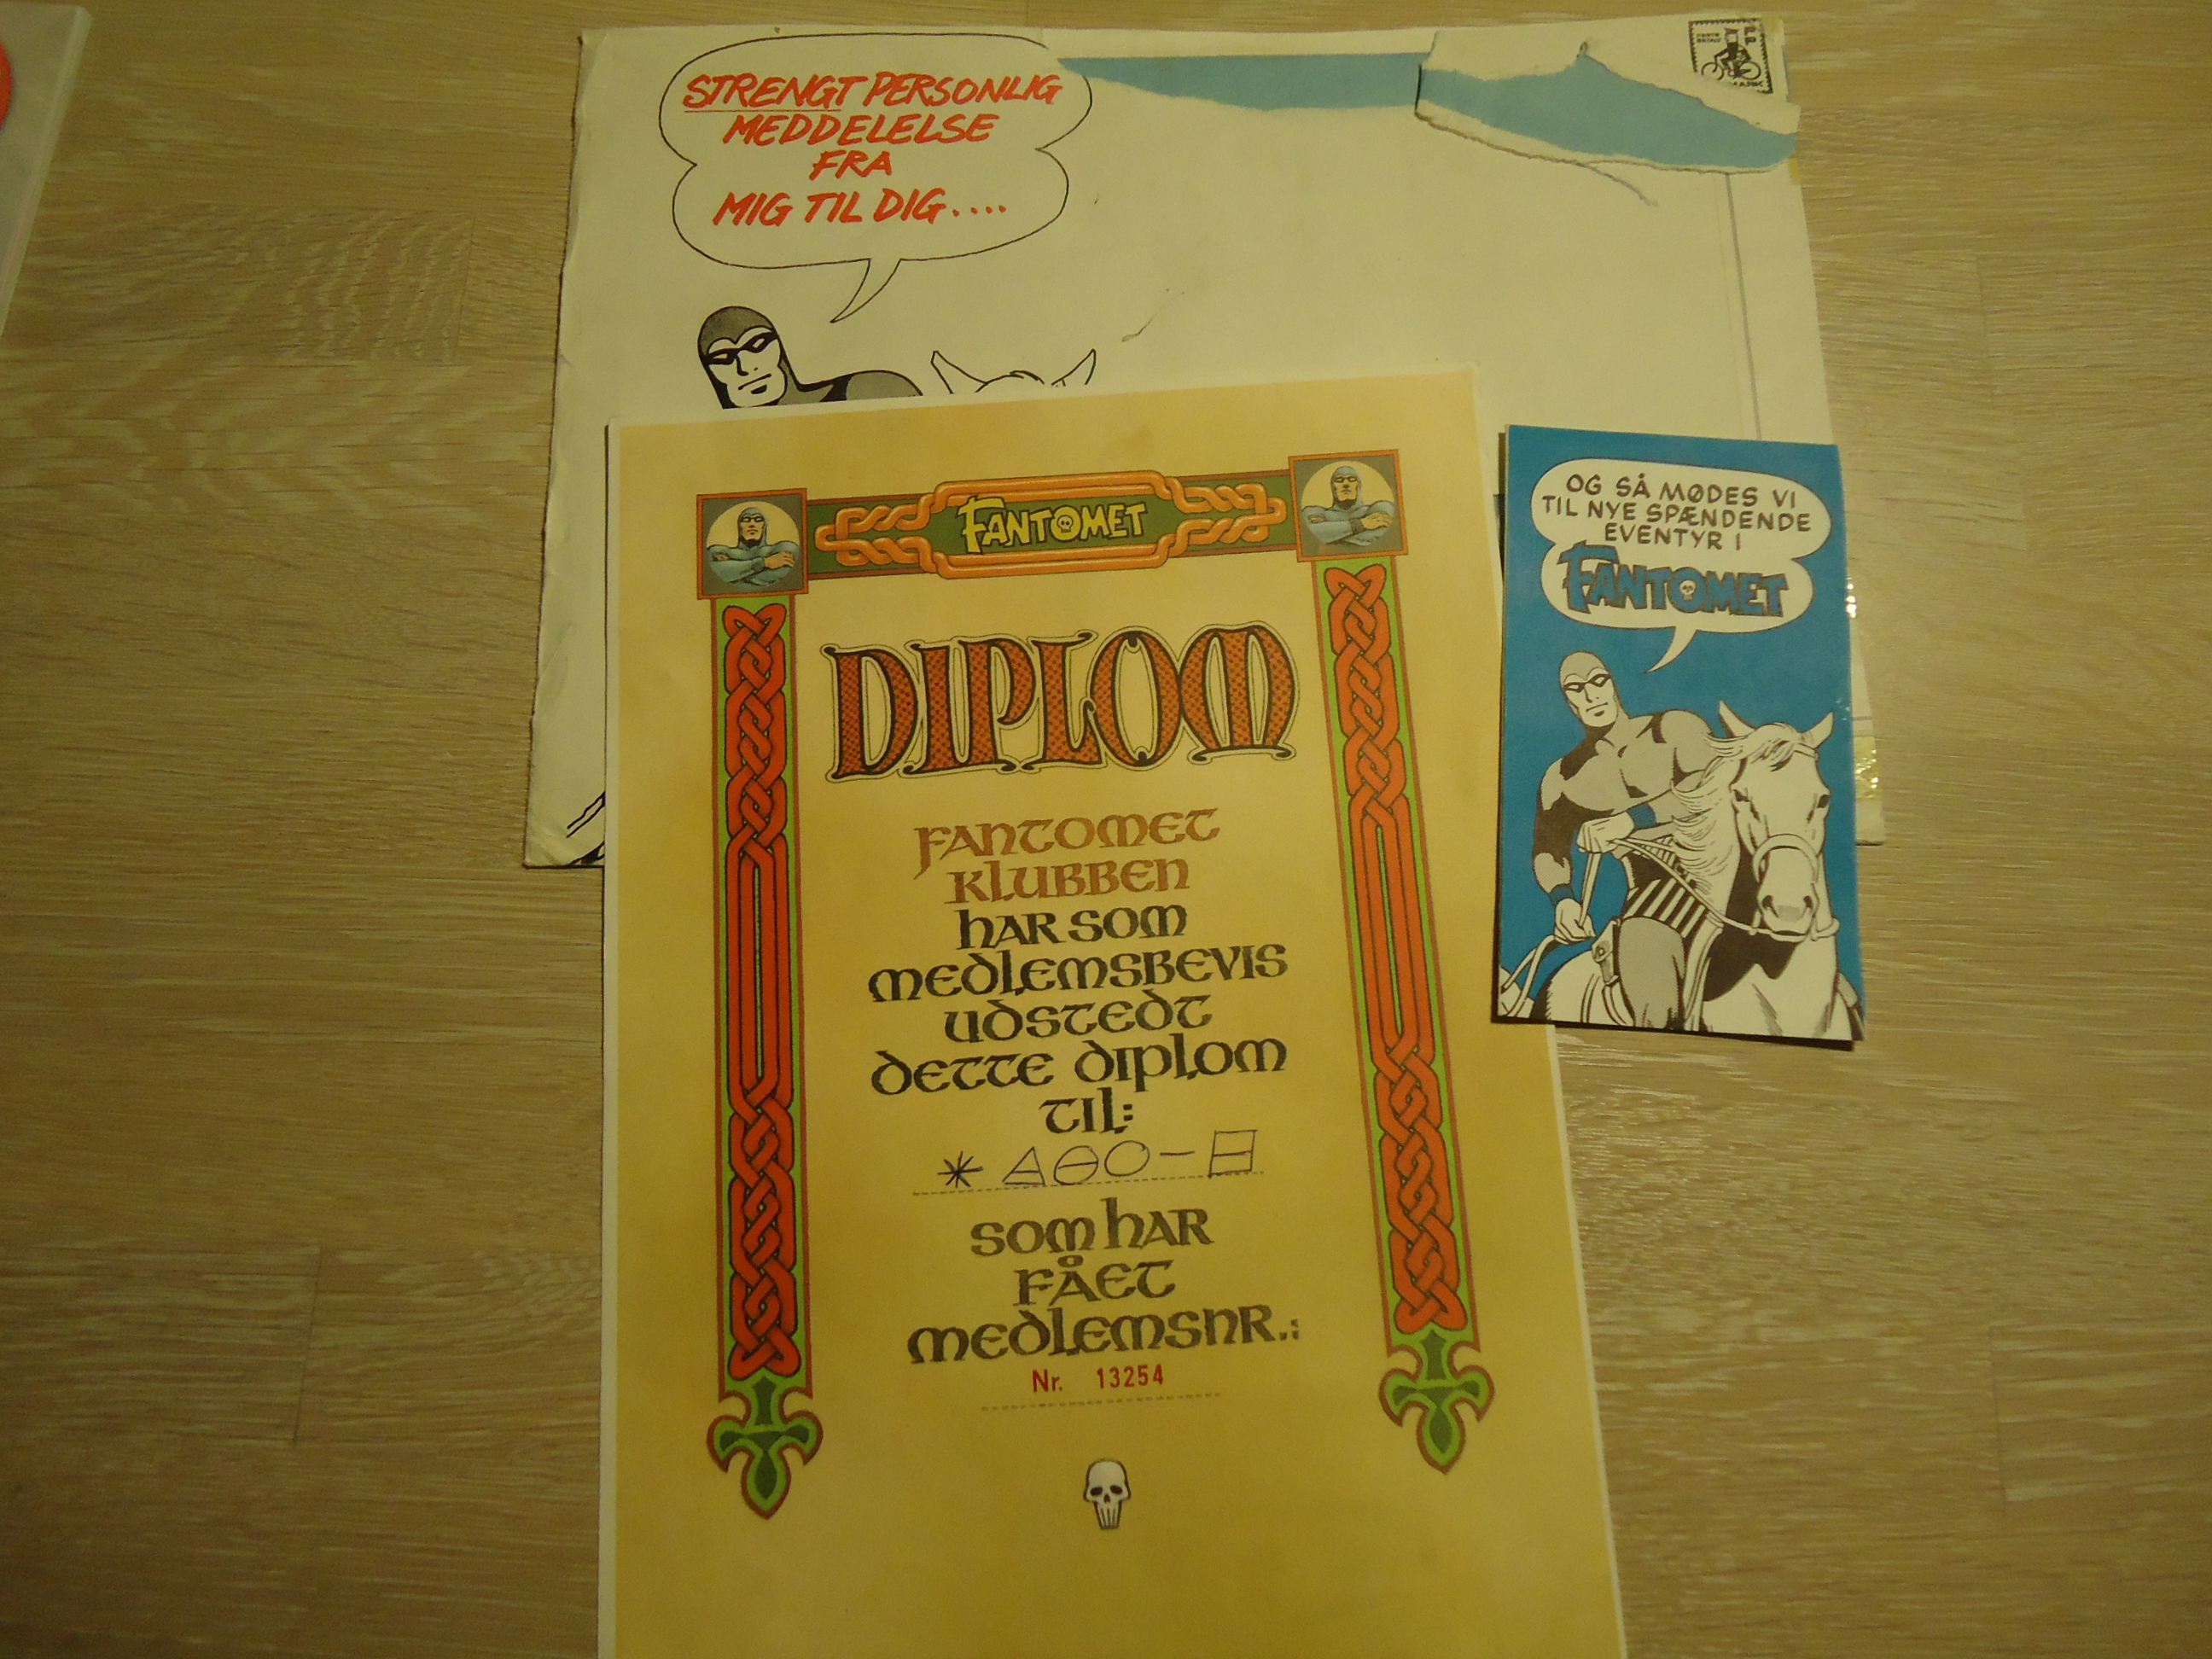 STRENGT PERSONLIG
MEDDELELSE
FRA
MIG TIL DIG....
FANTOMET
DIPLOM
FANTOMET
KLUBBEN
HAR SOM
MEDLEMSBEVIS
UDSTEDT
DETTE DIPLOM
TIL:
SOM HAR
FÅET
MEDLEMSNR.:
Nr. 13254
OG SÅ MØDES VI
TIL NYE SPÆNDENDE
EVENTYR I
FANTOMET